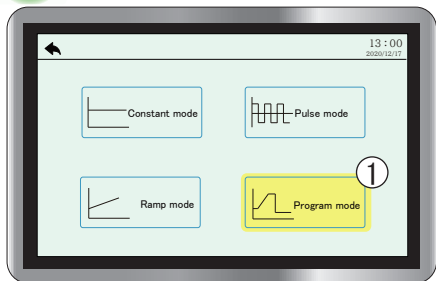 13：00
2020/12/17
Constant mode
Pulse mode
①
Ramp mode
Program mode